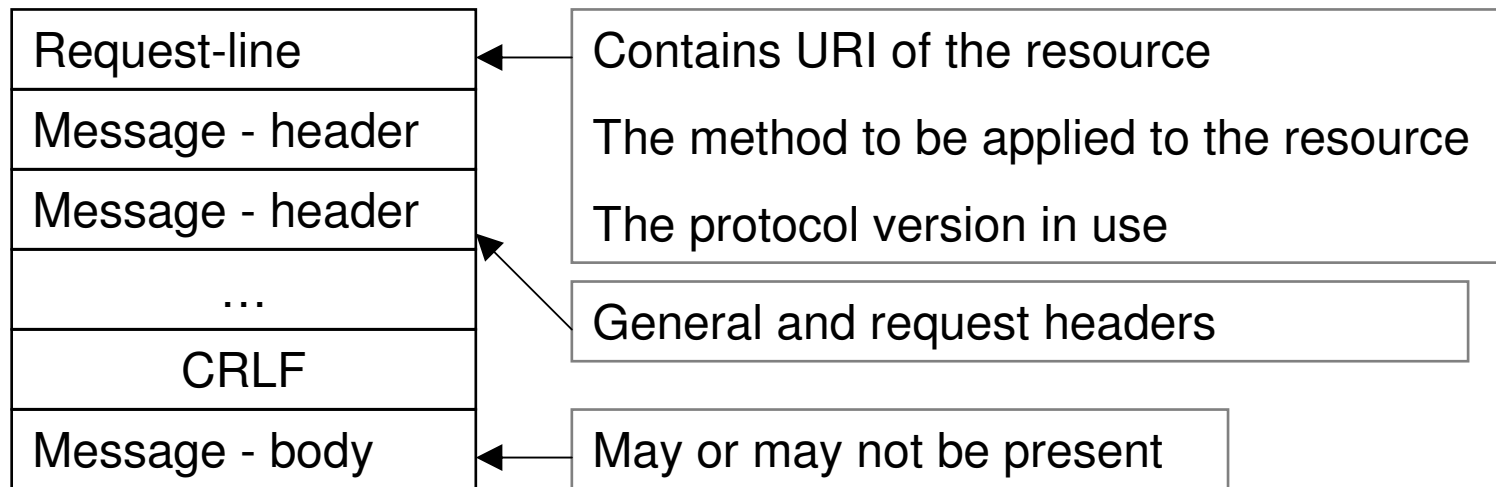 Request-line
Message - header
Message - header
…
CRLF
Message - body
Contains URI of the resource
The method to be applied to the resource
The protocol version in use
General and request headers
May or may not be present